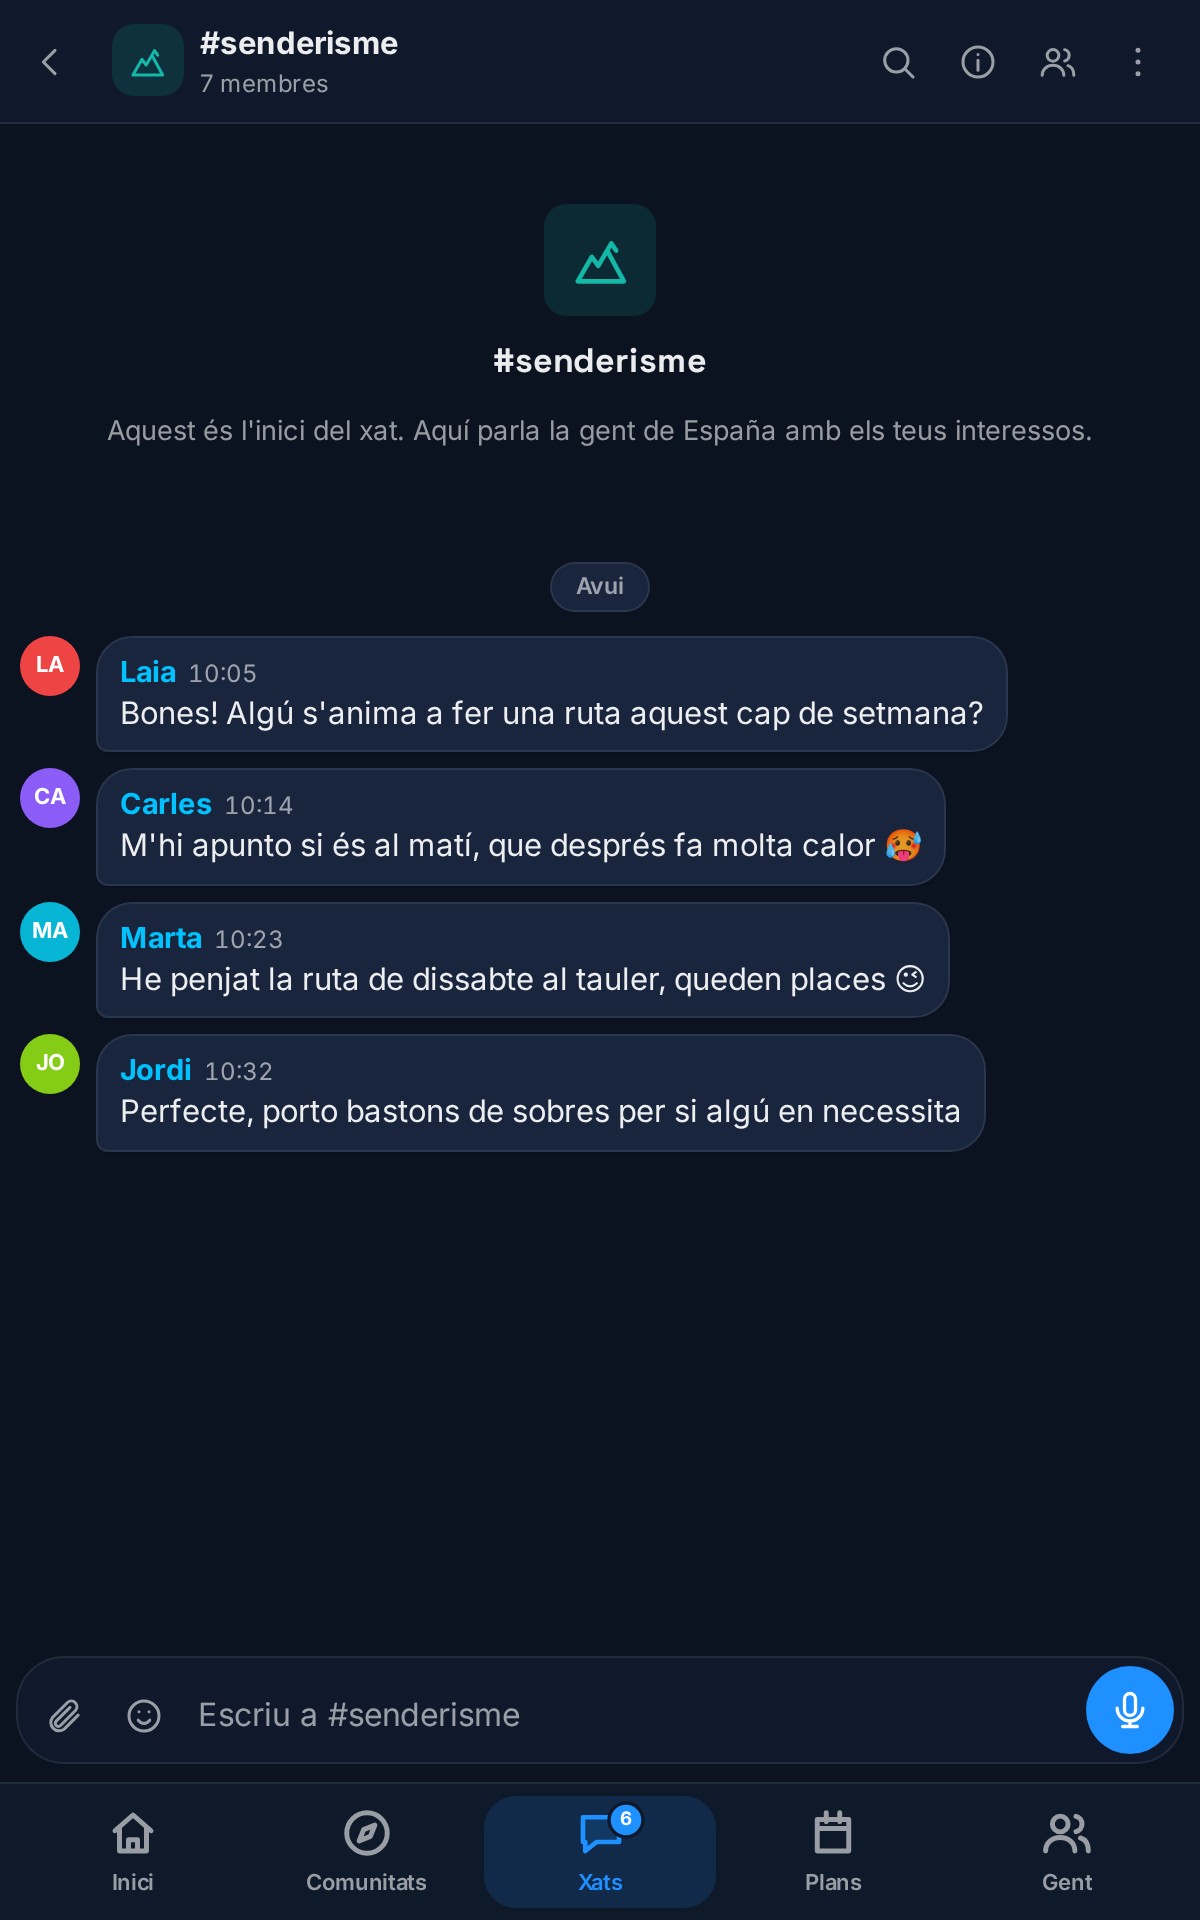 #senderisme
7 membres
#senderisme
Aquest és l'inici del xat. Aquí parla la gent de España amb els teus interessos.
Avui
LA
Laia 10:05
Bones! Algú s'anima a fer una ruta aquest cap de setmana?
CA
Carles 10:14
M'hi apunto si és al matí, que després fa molta calor 🥵
MA
Marta 10:23
He penjat la ruta de dissabte al tauler, queden places 😉
JO
Jordi 10:32
Perfecte, porto bastons de sobres per si algú en necessita
Escriu a #senderisme
6
Inici
Comunitats
Xats
Plans
Gent